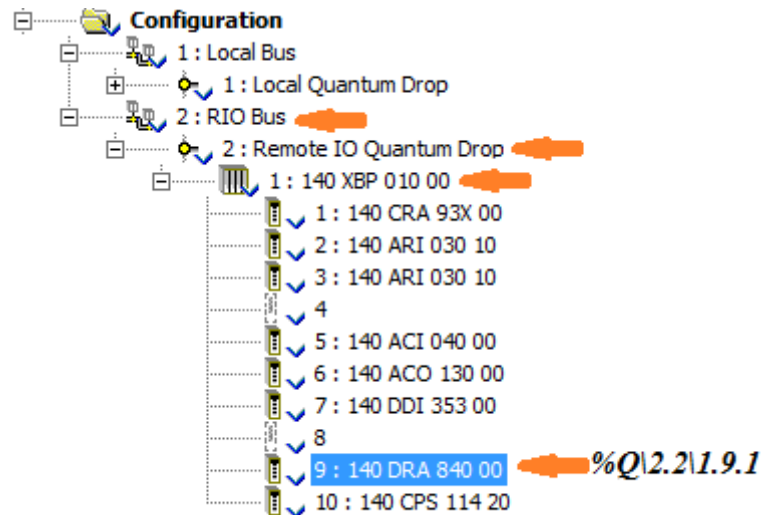 Configuration
1 : Local Bus
1 : Local Quantum Drop
2 : RIO Bus
2 : Remote IO Quantum Drop
1 : 140 XBP 010 00
1 : 140 CRA 93X 00
2 : 140 ARI 030 10
3 : 140 ARI 030 10
4
5 : 140 ACI 040 00
6 : 140 ACO 130 00
7 : 140 DDI 353 00
8
9 : 140 DRA 840 00 %Q\2.2\1.9.1
10 : 140 CPS 114 20